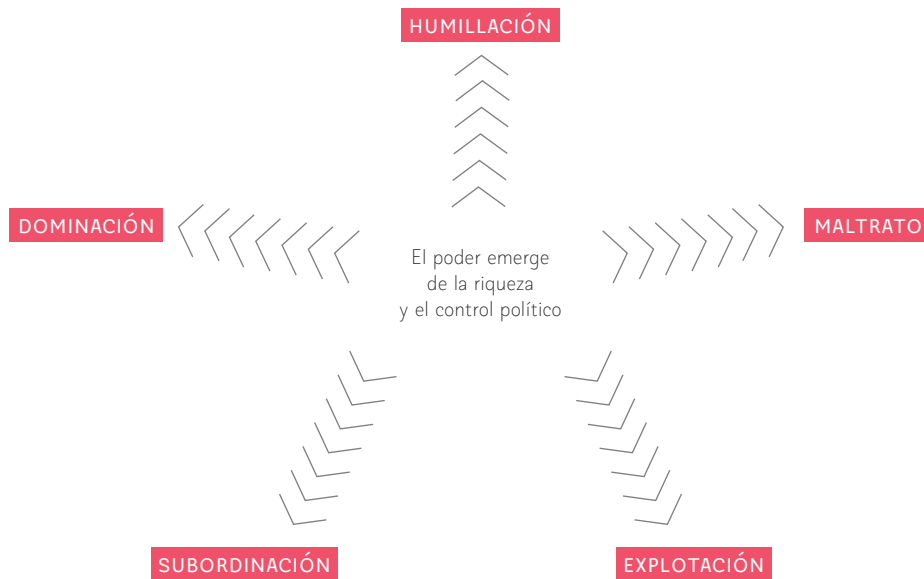 HUMILLACIÓN
DOMINACIÓN
MALTRATO
El poder emerge
de la riqueza
y el control político
SUBORDINACIÓN
EXPLOTACIÓN